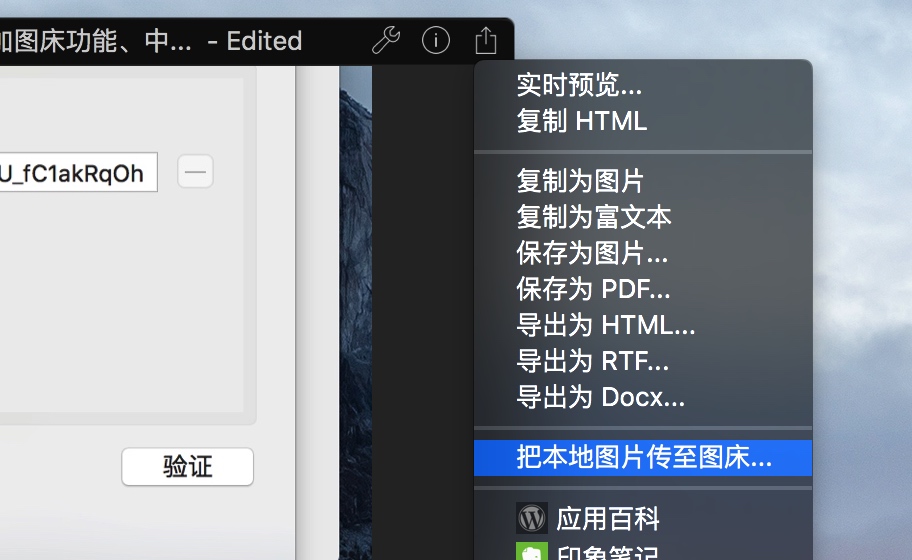 加图床功能、中... - Edited
实时预览...
复制 HTML
U_fC1akRqOh
复制为图片
复制为富文本
保存为图片...
保存为 PDF...
导出为 HTML...
导出为 RTF...
导出为 Docx...
验证
把本地图片传至图床...
应用百科
印象笔记